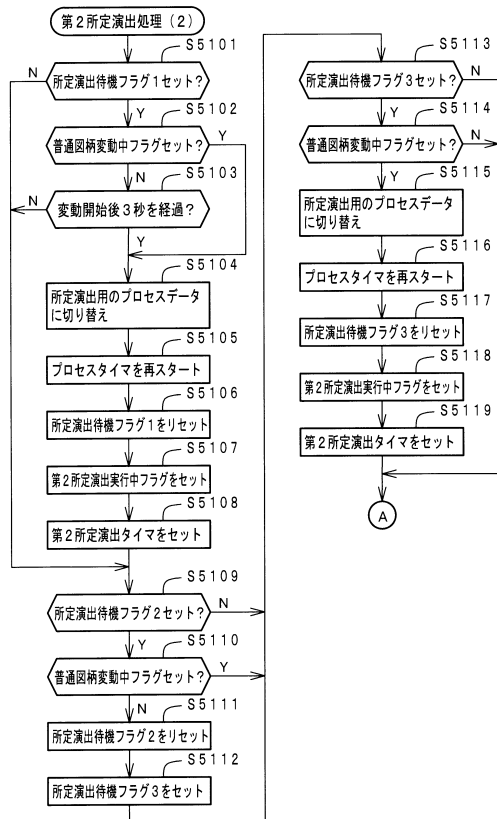 第2所定演出処理(2)
S5101
所定演出待機フラグ1セット?
N
Y
S5102
普通図柄変動中フラグセット?
Y
N
S5103
変動開始後3秒を経過?
N
Y
S5104
所定演出用のプロセスデータ
に切り替え
S5105
プロセスタイマを再スタート
S5106
所定演出待機フラグ1をリセット
S5107
第2所定演出実行中フラグをセット
S5108
第2所定演出タイマをセット
S5109
所定演出待機フラグ2セット?
N
Y
S5110
普通図柄変動中フラグセット?
Y
N
S5111
所定演出待機フラグ2をリセット
S5112
所定演出待機フラグ3をセット
S5113
所定演出待機フラグ3セット?
N
Y
S5114
普通図柄変動中フラグセット?
N
Y
S5115
所定演出用のプロセスデータ
に切り替え
S5116
プロセスタイマを再スタート
S5117
所定演出待機フラグ3をリセット
S5118
第2所定演出実行中フラグをセット
S5119
第2所定演出タイマをセット
A